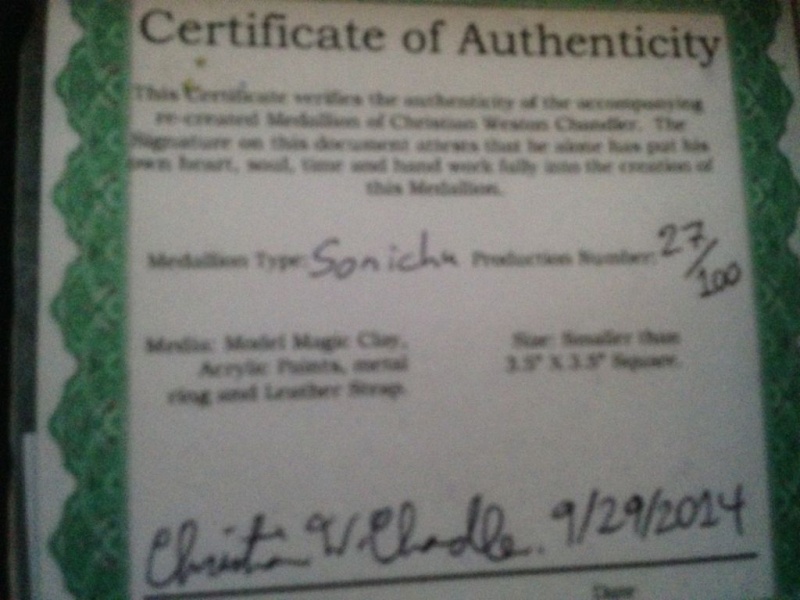 Certificate of Authenticity
This Certificate verifies the authenticity of the accompanying
re-created Medallion of Christian Weston Chandler. The
Signature on this document attests that he alone has put his
own heart, soul, time and hand work fully into the creation of
this Medallion.
Medallion Type: Sonichu Production Number: 27/100
Media: Model Magic Clay,
Acrylic Paints, metal
ring and Leather Strap.
Size: Smaller than
3.5" X 3.5" Square.
Christian W. Chandler. 9/29/2014
Date